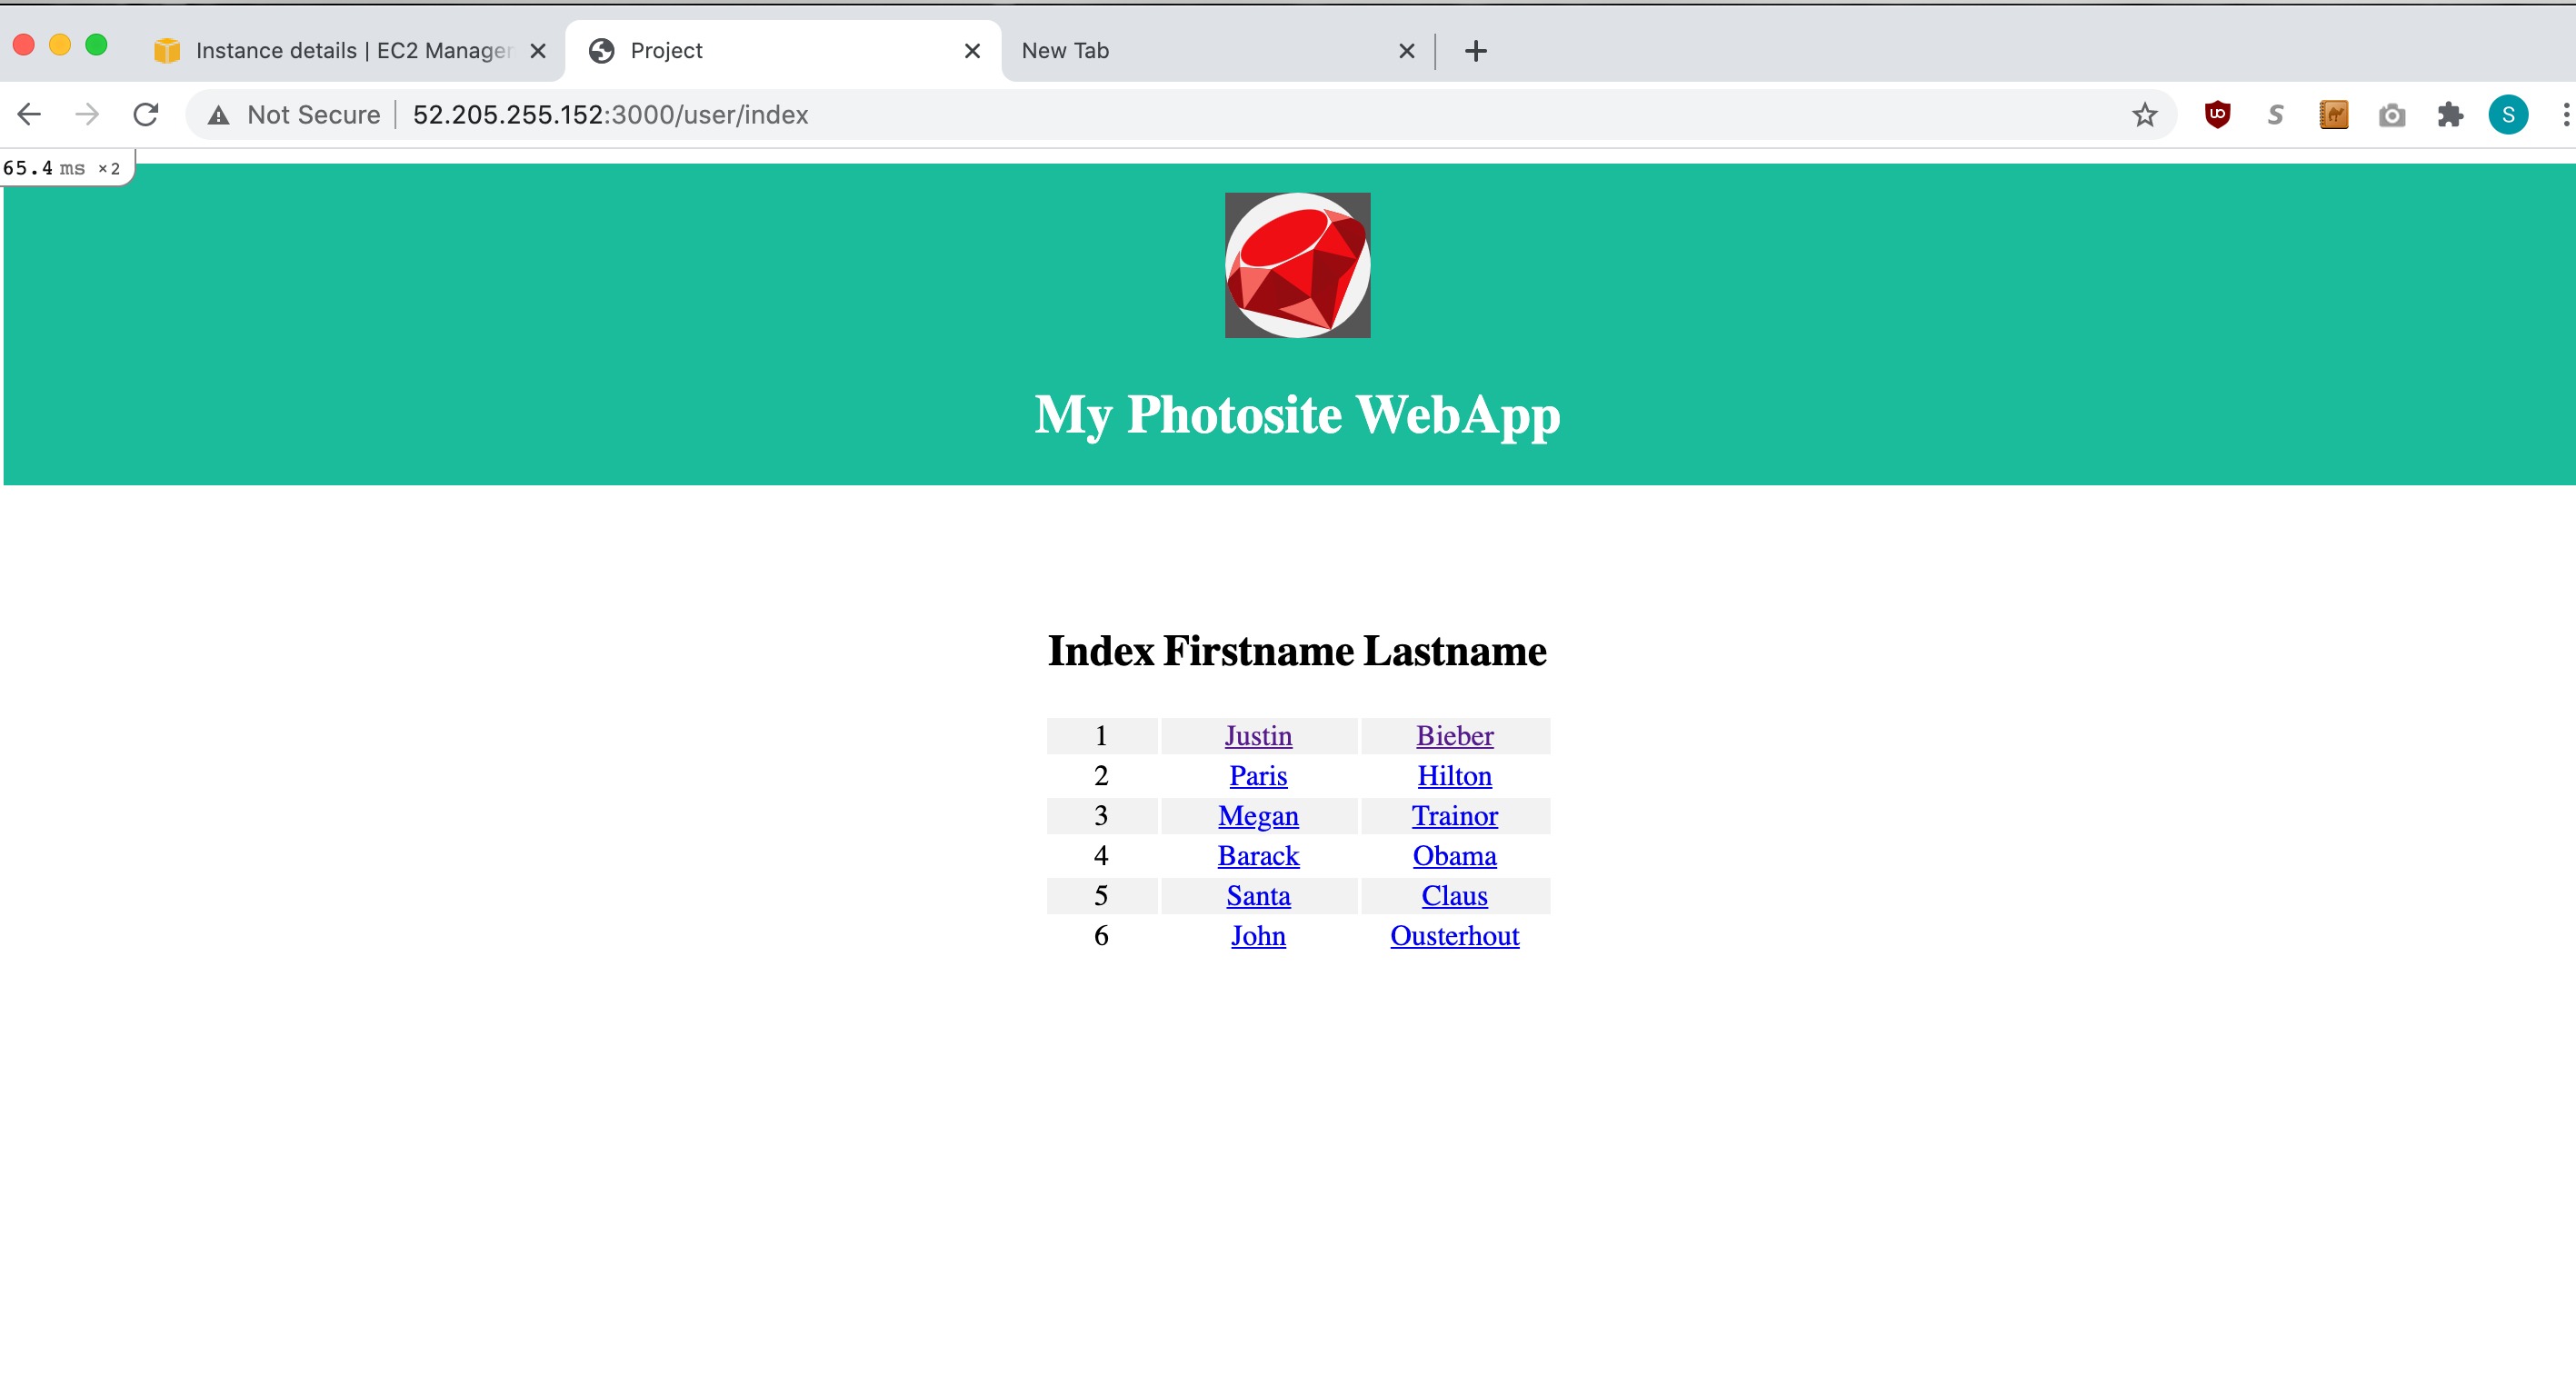 Instance details | EC2 Manager
Project
New Tab
Not Secure
52.205.255.152:3000/user/index
S
S
65.4 ms ×2
My Photosite WebApp
Index Firstname Lastname
1 Justin Bieber
2 Paris Hilton
3 Megan Trainor
4 Barack Obama
5 Santa Claus
6 John Ousterhout